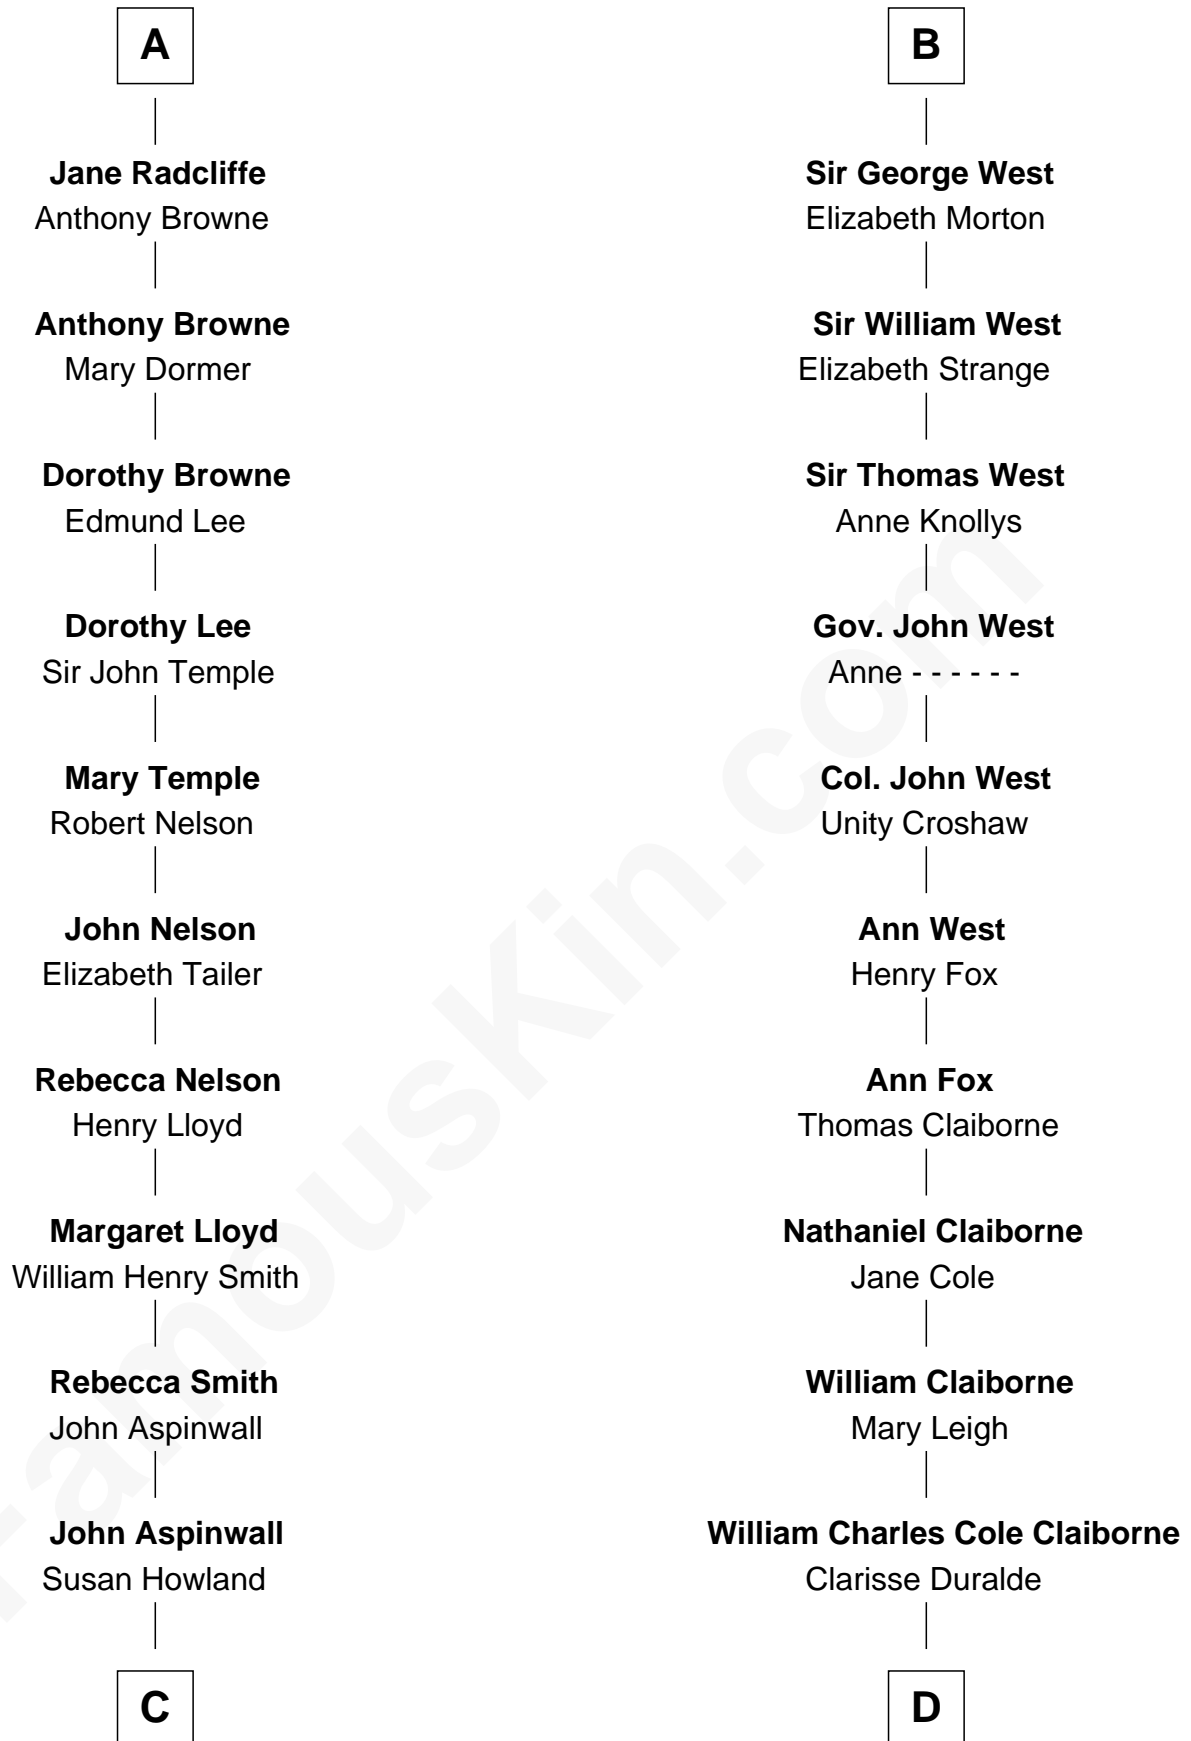 A
Jane Radcliffe
Anthony Browne
Anthony Browne
Mary Dormer
Dorothy Browne
Edmund Lee
Dorothy Lee
Sir John Temple
Mary Temple
Robert Nelson
John Nelson
Elizabeth Tailer
Rebecca Nelson
Henry Lloyd
Margaret Lloyd
William Henry Smith
Rebecca Smith
John Aspinwall
John Aspinwall
Susan Howland
C
B
Sir George West
Elizabeth Morton
Sir William West
Elizabeth Strange
Sir Thomas West
Anne Knollys
Gov. John West
Anne - - - - - -
Col. John West
Unity Croshaw
Ann West
Henry Fox
Ann Fox
Thomas Claiborne
Nathaniel Claiborne
Jane Cole
William Claiborne
Mary Leigh
William Charles Cole Claiborne
Clarisse Duralde
D
FamousKin.com